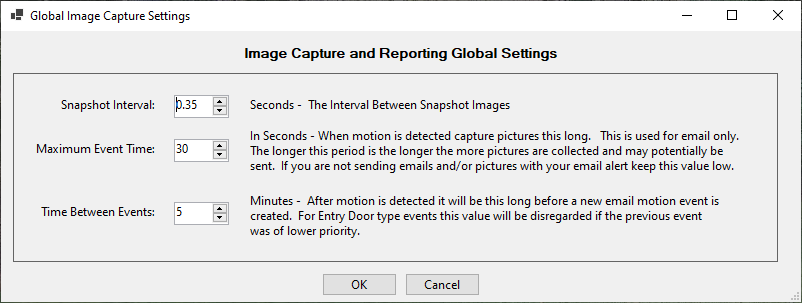 Global Image Capture Settings
Image Capture and Reporting Global Settings
Snapshot Interval: 0.35 Seconds - The Interval Between Snapshot Images
In Seconds - When motion is detected capture pictures this long. This is used for email only.
Maximum Event Time: 30 The longer this period is the longer the more pictures are collected and may potentially be
sent. If you are not sending emails and/or pictures with your email alert keep this value low.
Minutes - After motion is detected it will be this long before a new email motion event is
Time Between Events: 5 created. For Entry Door type events this value will be disregarded if the previous event
was of lower priority.
OK Cancel